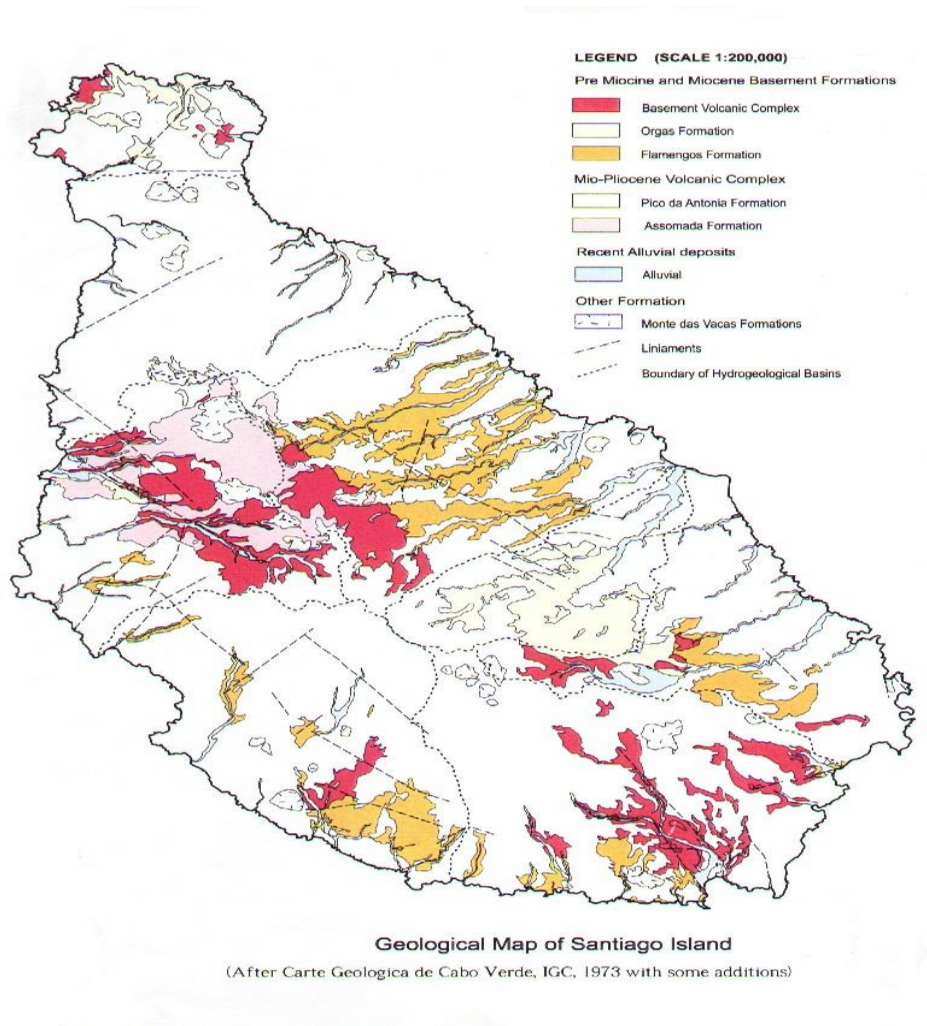 LEGEND (SCALE 1:200,000)
Pre Miocine and Miocene Basement Formations
Basement Volcanic Complex
Orgas Formation
Flamengos Formation
Mio-Pliocene Volcanic Complex
Pico da Antonia Formation
Assomada Formation
Recent Alluvial deposits
Alluvial
Other Formation
Monte das Vacas Formations
Liniaments
Boundary of Hydrogeological Basins
Geological Map of Santiago Island
(After Carte Geologica de Cabo Verde, IGC, 1973 with some additions)